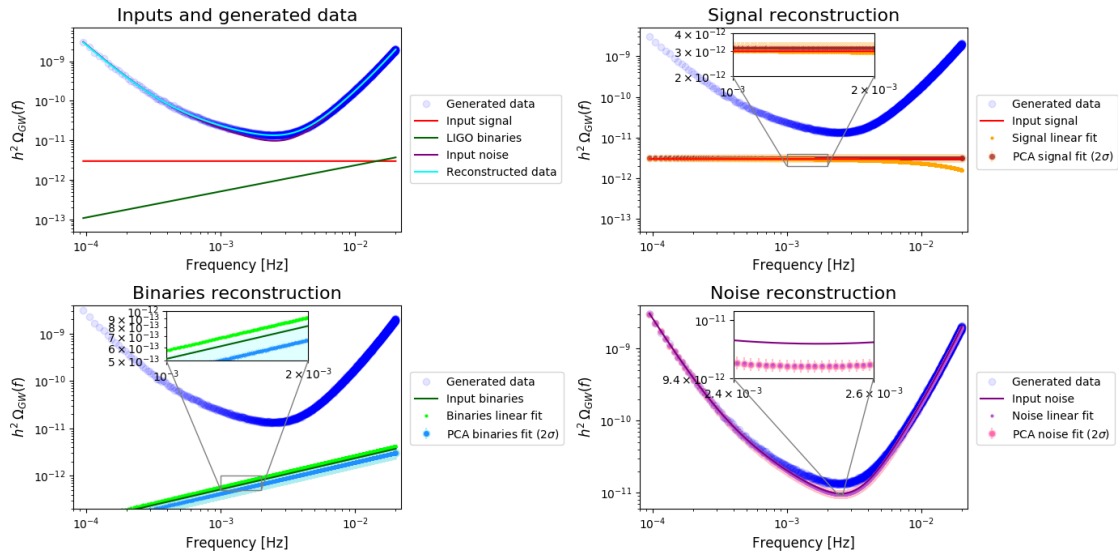 Inputs and generated data
h² Ω_GW(f)
10⁻⁹
10⁻¹⁰
10⁻¹¹
10⁻¹²
10⁻¹³
10⁻⁴
10⁻³
10⁻²
Frequency [Hz]
Generated data
Input signal
LIGO binaries
Input noise
Reconstructed data
Signal reconstruction
h² Ω_GW(f)
10⁻⁹
10⁻¹⁰
10⁻¹¹
10⁻¹²
10⁻¹³
4 × 10⁻¹²
3 × 10⁻¹²
2 × 10⁻¹²
10⁻³
2 × 10⁻³
10⁻⁴
10⁻³
10⁻²
Frequency [Hz]
Generated data
Input signal
Signal linear fit
PCA signal fit (2σ)
Binaries reconstruction
h² Ω_GW(f)
10⁻⁹
10⁻¹⁰
10⁻¹¹
10⁻¹²
10⁻¹²
9 × 10⁻¹³
8 × 10⁻¹³
7 × 10⁻¹³
6 × 10⁻¹³
5 × 10⁻¹³
10⁻³
2 × 10⁻³
10⁻⁴
10⁻³
10⁻²
Frequency [Hz]
Generated data
Input binaries
Binaries linear fit
PCA binaries fit (2σ)
Noise reconstruction
h² Ω_GW(f)
10⁻⁹
10⁻¹⁰
10⁻¹¹
10⁻¹¹
9.4 × 10⁻¹²
2.4 × 10⁻³
2.6 × 10⁻³
10⁻⁴
10⁻³
10⁻²
Frequency [Hz]
Generated data
Input noise
Noise linear fit
PCA noise fit (2σ)